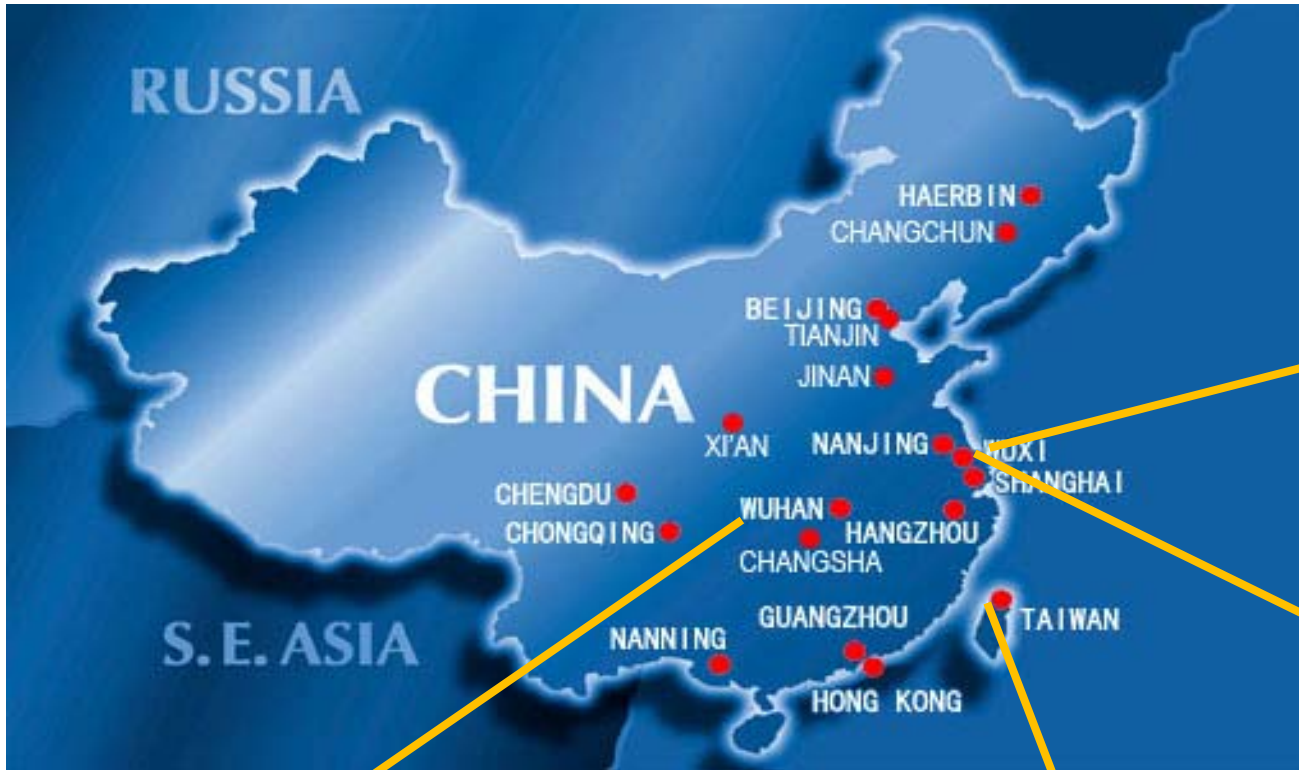 RUSSIA
HAERBIN
CHANGCHUN
BEIJING
TIANJIN
JINAN
CHINA
XI'AN
NANJING
WUXI
SHANGHAI
CHENGDU
WUHAN
CHONGQING
HANGZHOU
CHANGSHA
GUANGZHOU
TAIWAN
NANNING
S.E. ASIA
HONG KONG